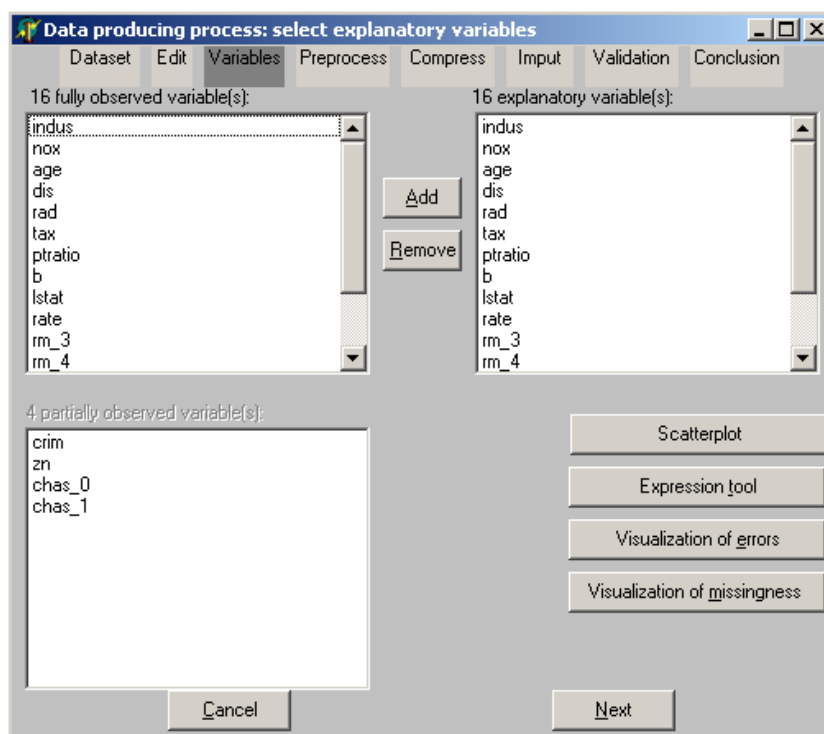 Data producing process: select explanatory variables
Dataset Edit Variables Preprocess Compress Imput Validation Conclusion
16 fully observed variable(s):
indus
nox
age
dis
rad
tax
ptratio
b
lstat
rate
rm_3
rm_4
Add
Remove
16 explanatory variable(s):
indus
nox
age
dis
rad
tax
ptratio
b
lstat
rate
rm_3
rm_4
4 partially observed variable(s):
crim
zn
chas_0
chas_1
Scatterplot
Expression tool
Visualization of errors
Visualization of missingness
Cancel
Next